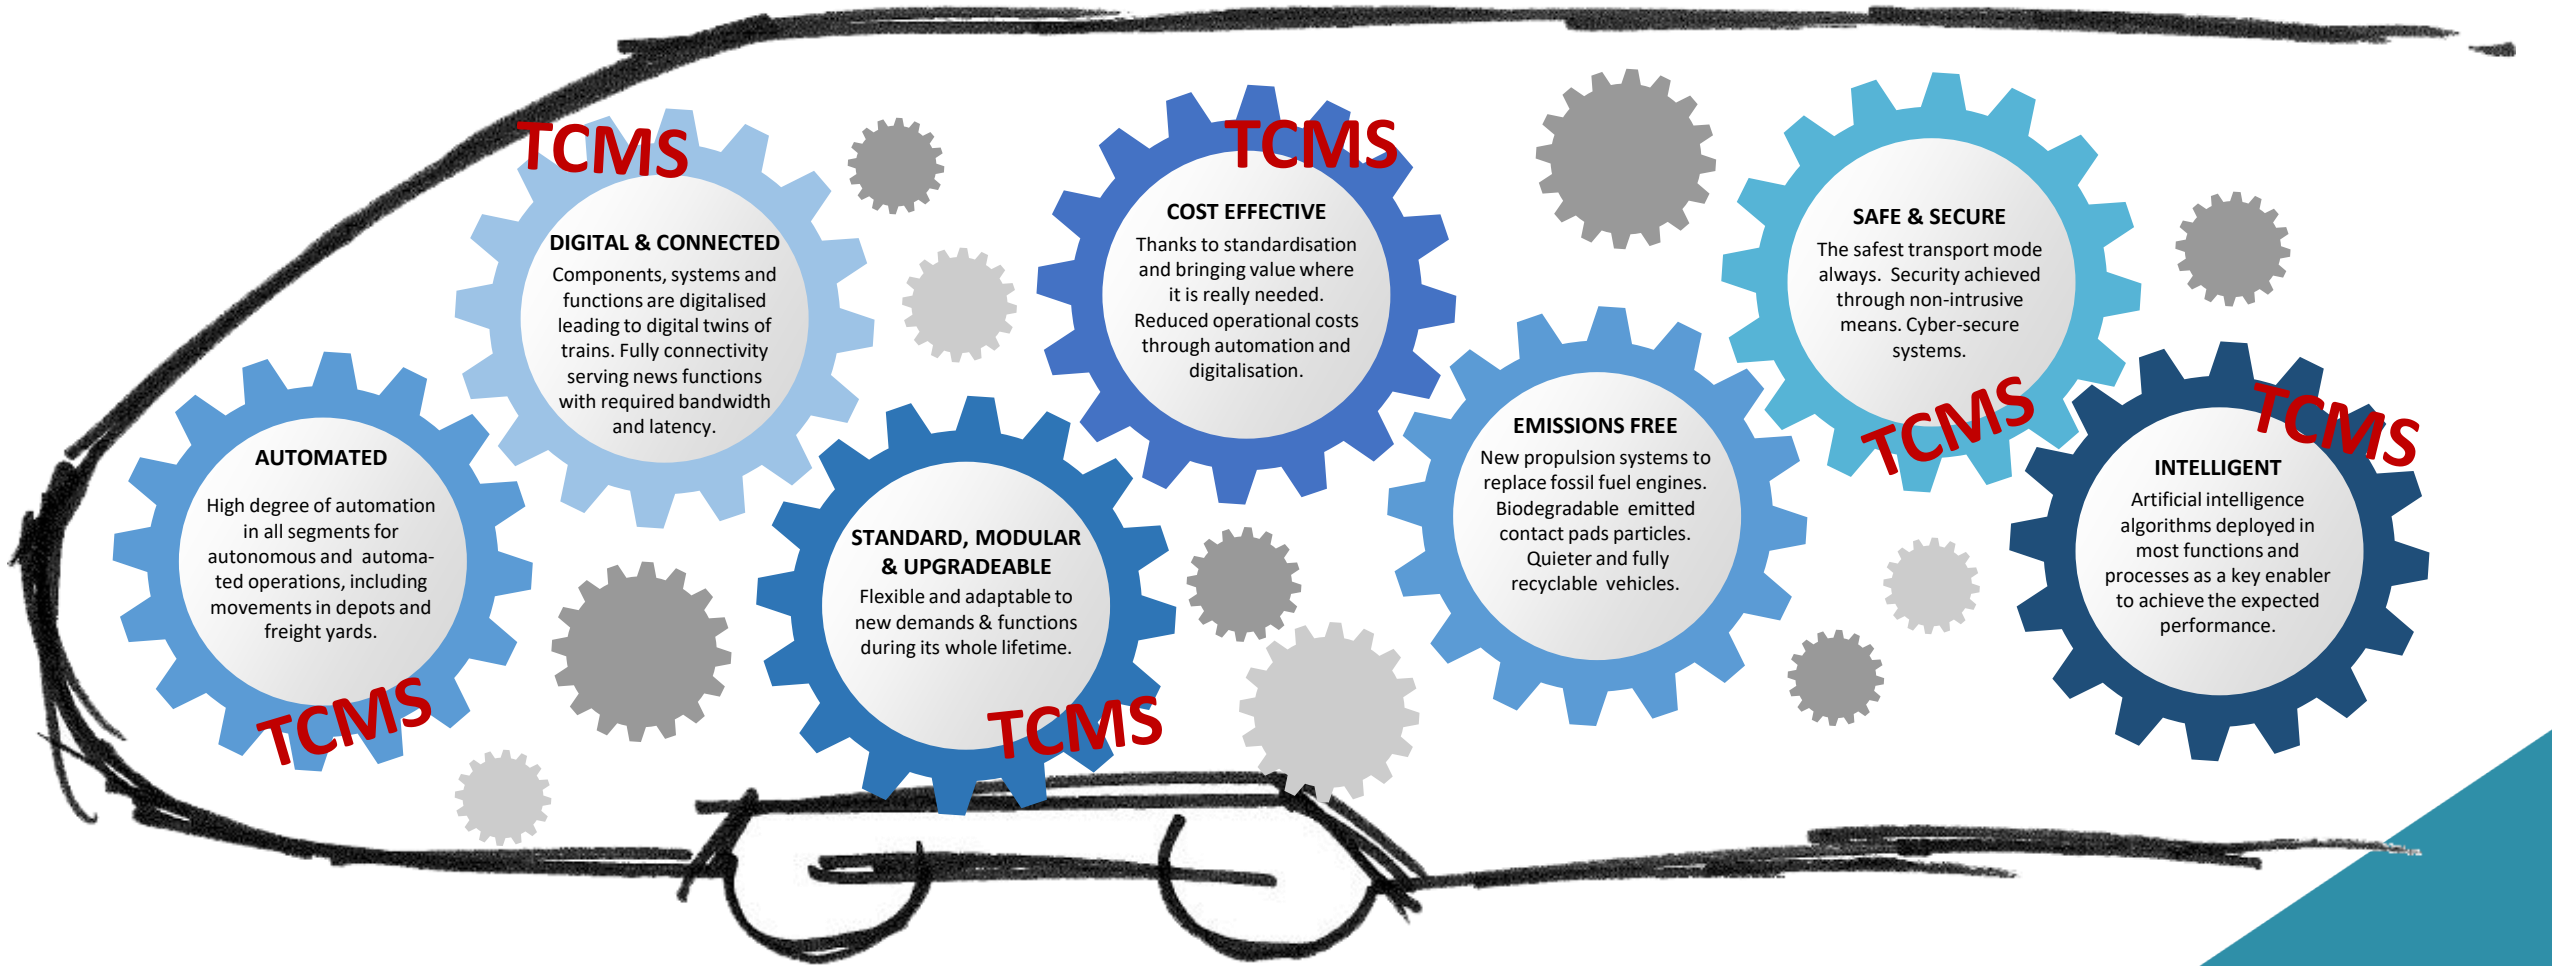 TCMS
DIGITAL & CONNECTED
Components, systems and
functions are digitalised
leading to digital twins of
trains. Fully connectivity
serving news functions
with required bandwidth
and latency.
TCMS
COST EFFECTIVE
Thanks to standardisation
and bringing value where
it is really needed.
Reduced operational costs
through automation and
digitalisation.
SAFE & SECURE
The safest transport mode
always.  Security achieved
through non-intrusive
means. Cyber-secure
systems.
TCMS
AUTOMATED
High degree of automation
in all segments for
autonomous and  automa-
ted operations, including
movements in depots and
freight yards.
TCMS
STANDARD, MODULAR
& UPGRADEABLE
Flexible and adaptable to
new demands & functions
during its whole lifetime.
TCMS
EMISSIONS FREE
New propulsion systems to
replace fossil fuel engines.
Biodegradable  emitted
contact pads particles.
Quieter and fully
recyclable  vehicles.
TCMS
INTELLIGENT
Artificial intelligence
algorithms deployed in
most functions and
processes as a key enabler
to achieve the expected
performance.